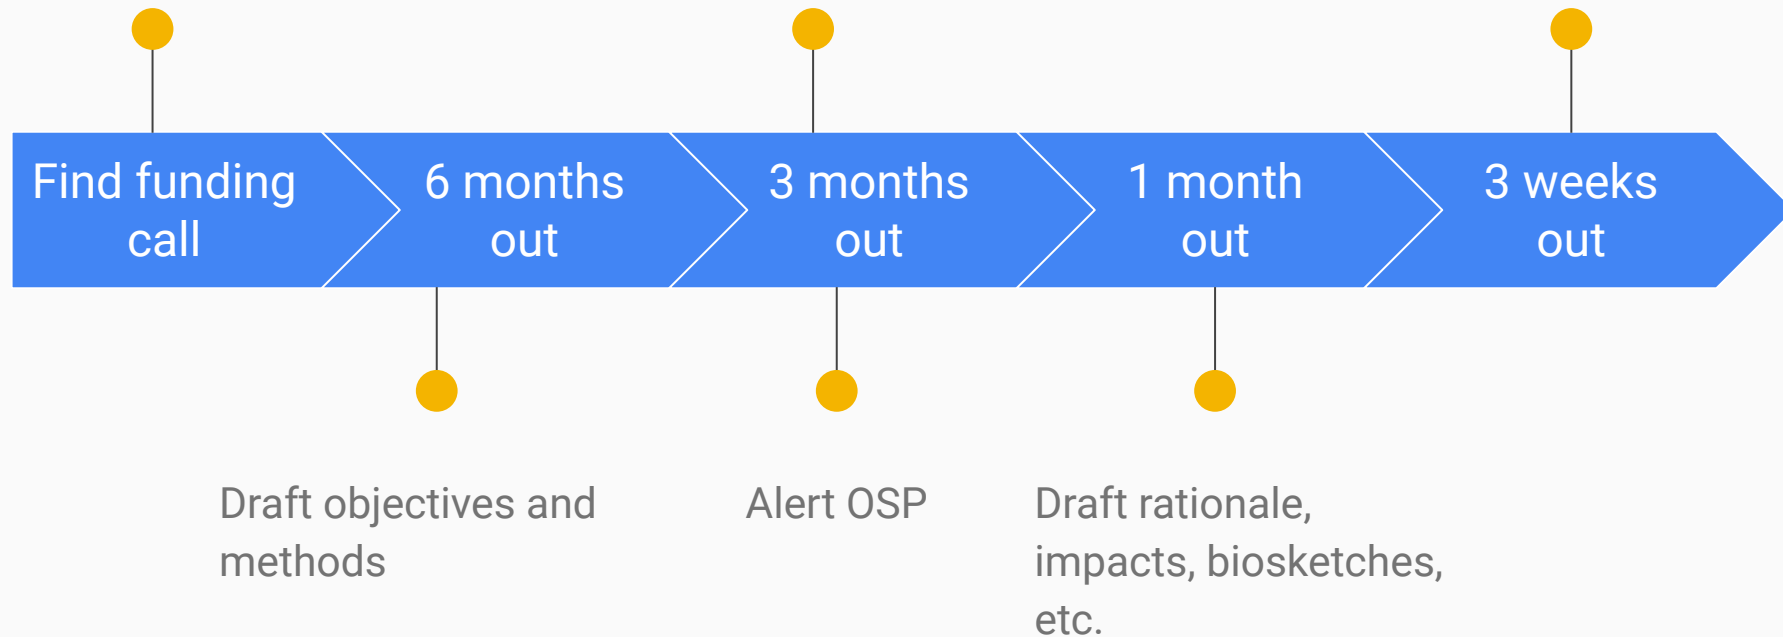 Find funding
call
6 months
out
3 months
out
1 month
out
3 weeks
out
Draft objectives and
methods
Alert OSP
Draft rationale,
impacts, biosketches,
etc.